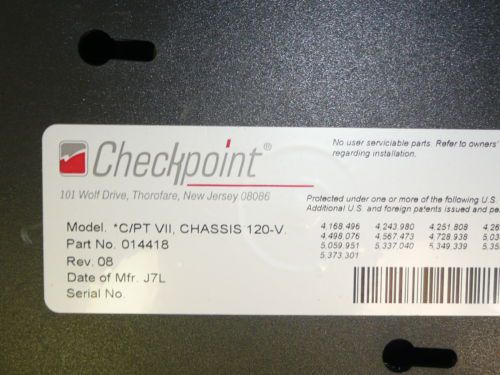 Checkpoint®
101 Wolf Drive, Thorofare, New Jersey 08086
Model. *C/PT VII, CHASSIS 120-V.
Part No. 014418
Rev. 08
Date of Mfr. J7L
Serial No.
No user serviciable parts. Refer to owners'
regarding installation.
Protected under one or more of the following U.S.
Additional U.S. and foreign patents issued and
4,168,496 4,243,980 4,251,808
4,498,076 4,567,473 4,728,938
5,059,951 5,337,040 5,349,339
5,373,301